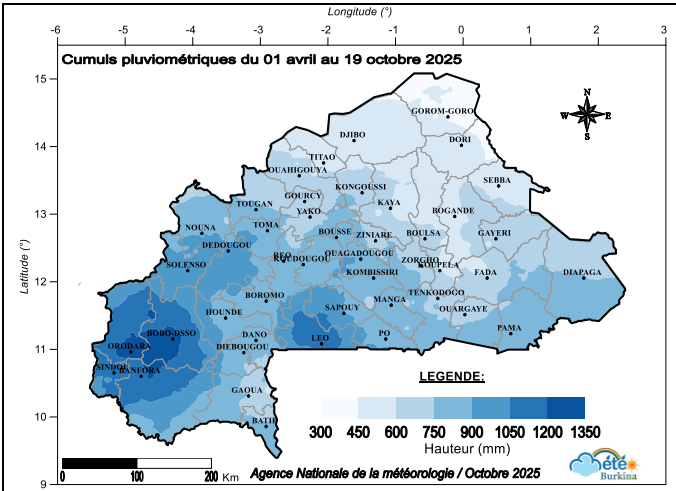 Longitude (°)
-6 -5 -4 -3 -2 -1 0 1 2 3
Cumuls pluviométriques du 01 avril au 19 octobre 2025
15
14
13
12
11
10
9
Latitude (°)
N
W E
S
GOROM-GORO
DJIBO
DORI
TITAO
OUAHIGOUYA
SEBBA
KONGOUSSI
GOURCY
KAYA
TOUGAN
YAKO
BOGANDE
NOUNA
TOMA
BOUSSE
ZINIARE
BOULSA
GAYERI
DEDOUGOU
REO
KOUDOUGOU
OUAGADOUGOU
ZORGHO
KOUPELA
SOLENSO
KOMBISSIRI
FADA
DIAPAGA
BOROMO
TENKODOGO
HOUNDE
SAPOUY
MANGA
OUARGAYE
BOBO-DSSO
DANO
LEO
PO
PAMA
ORODARA
DIEBOUGOU
SINDOU
BANFORA
GAOUA
BATIE
LEGENDE:
300 450 600 750 900 1050 1200 1350
Hauteur (mm)
0 100 200 Km
Agence Nationale de la météorologie / Octobre 2025
été
Burkina